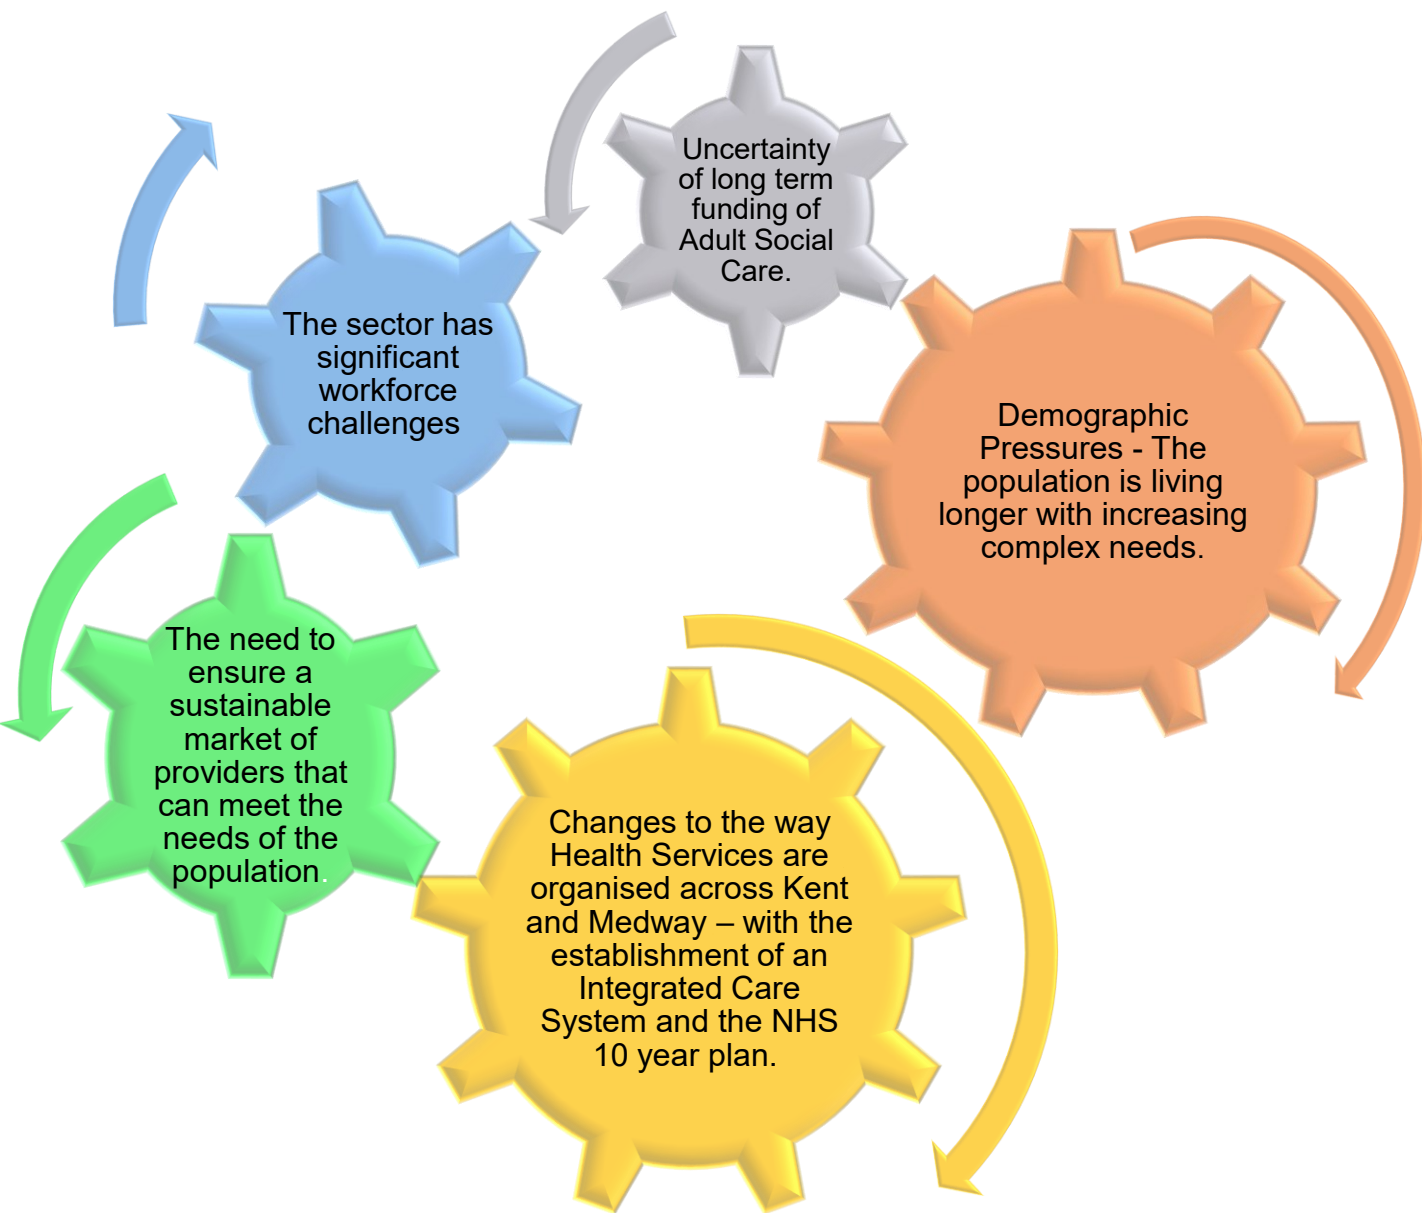 Uncertainty
of long term
funding of
Adult Social
Care.
The sector has
significant
workforce
challenges
Demographic
Pressures - The
population is living
longer with increasing
complex needs.
The need to
ensure a
sustainable
market of
providers that
can meet the
needs of the
population.
Changes to the way
Health Services are
organised across Kent
and Medway – with the
establishment of an
Integrated Care
System and the NHS
10 year plan.